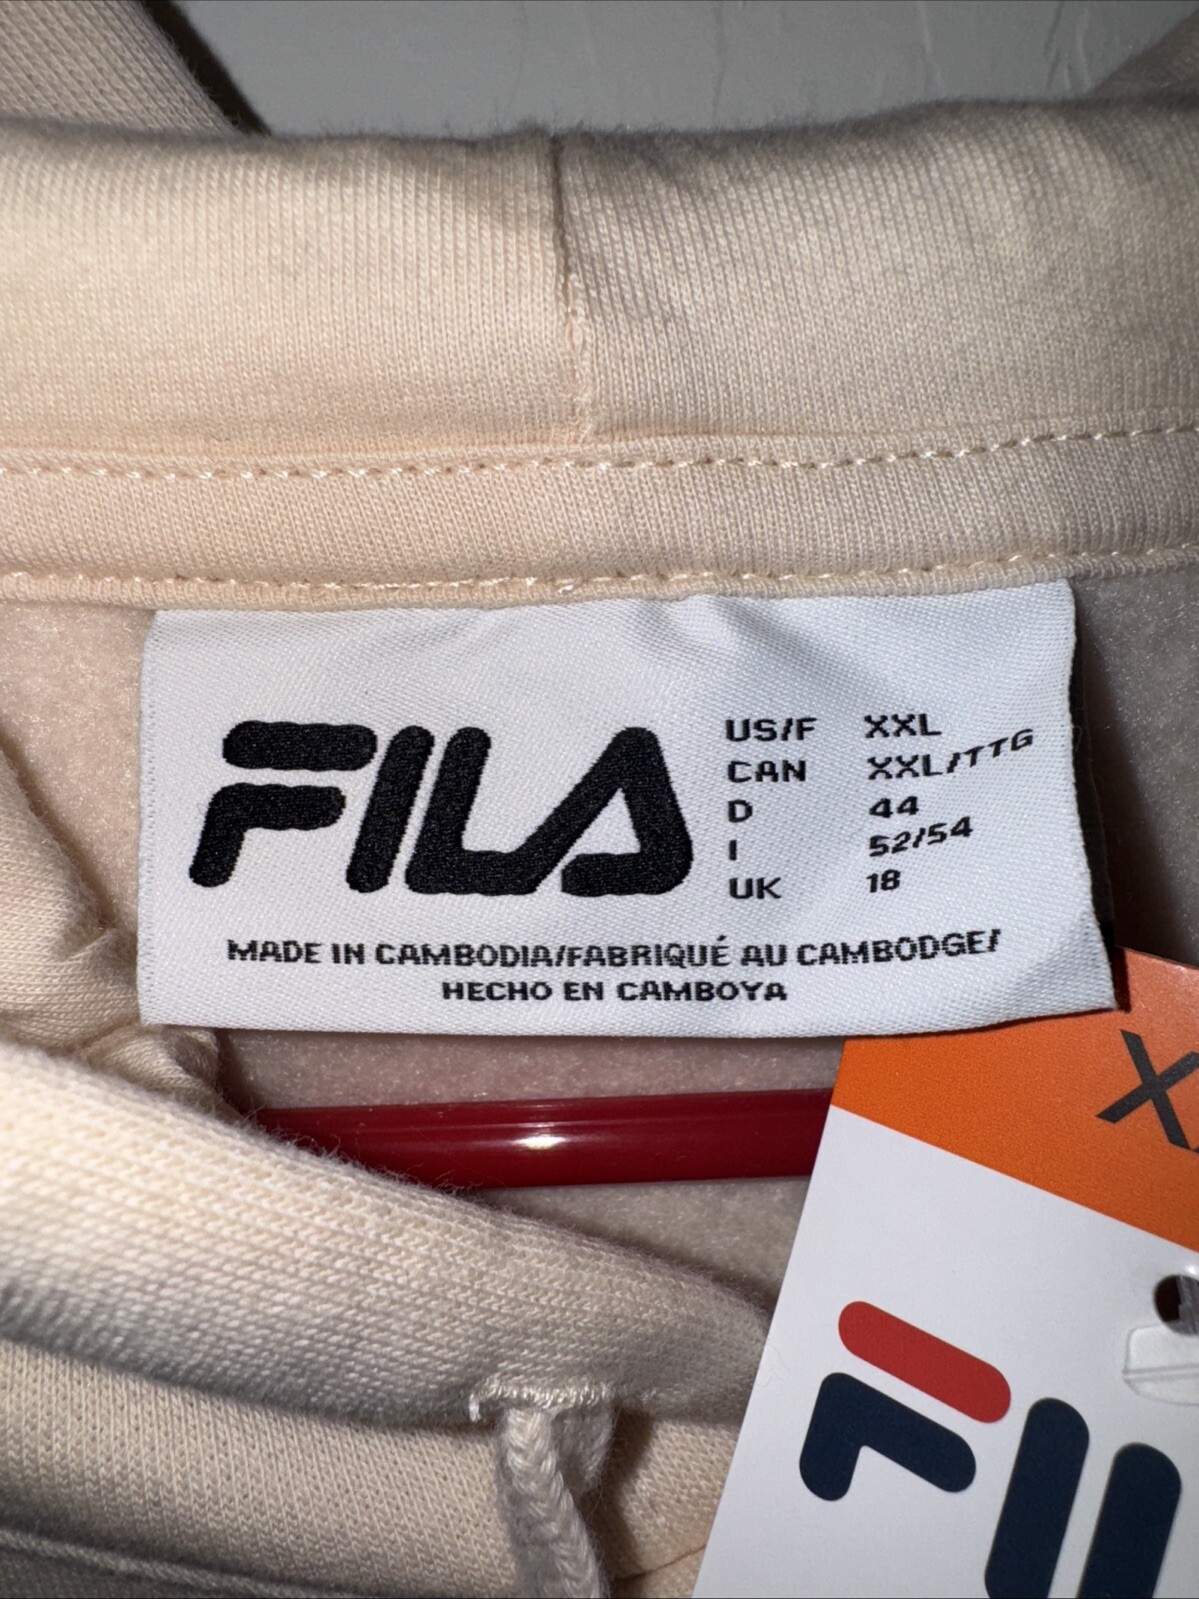 FILA
US/F XXL
CAN XXL/TTG
D 44
I 52/54
UK 18
MADE IN CAMBODIA/FABRIQUÉ AU CAMBODGE/
HECHO EN CAMBOYA